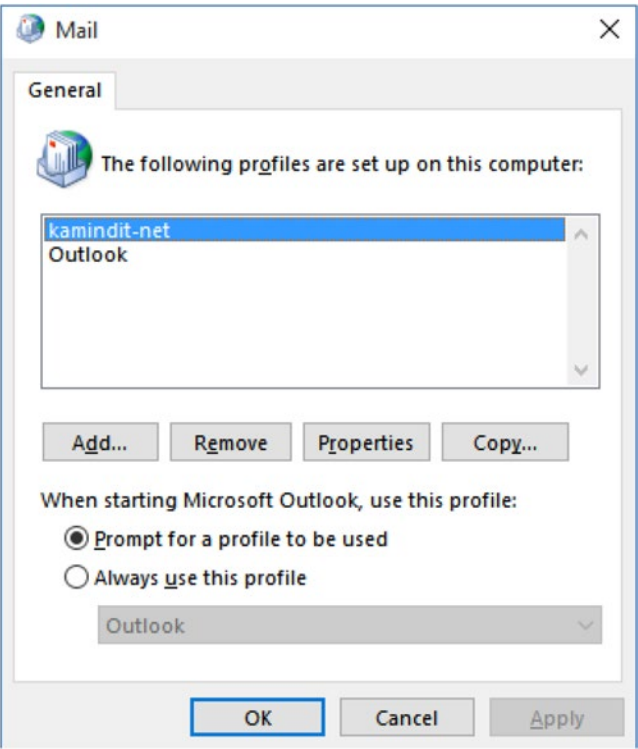 Mail
General
The following profiles are set up on this computer:
kamindit-net
Outlook
Add... Remove Properties Copy...
When starting Microsoft Outlook, use this profile:
Prompt for a profile to be used
Always use this profile
Outlook
OK Cancel Apply